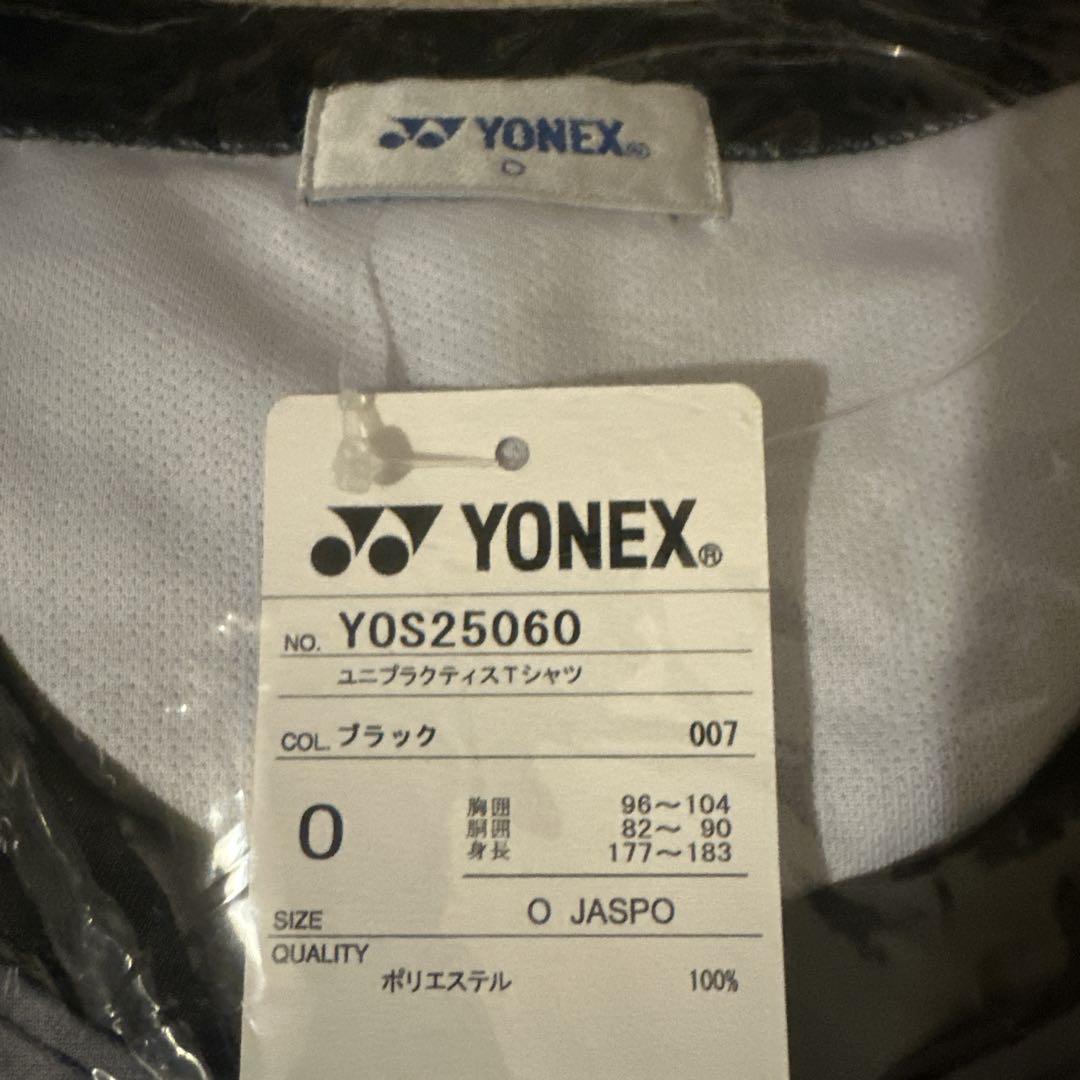 YONEX®
O
YONEX®
NO. YOS25060
ユニプラクティスTシャツ
COL. ブラック 007
胸囲 96～104
胴囲 82～ 90
身長 177～183
O
SIZE O JASPO
QUALITY
ポリエステル 100%